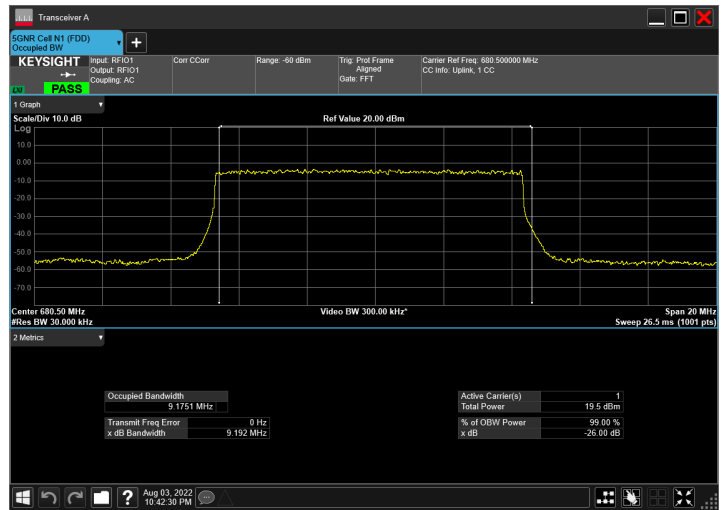 Transceiver A
5GNR Cell N1 (FDD)
Occupied BW
KEYSIGHT
Input: RFIO1
Output: RFIO1
Coupling: AC
Corr CCorr
Range: -60 dBm
Trig: Prot Frame
Aligned
Gate: FFT
Carrier Ref Freq: 680.500000 MHz
CC Info: Uplink, 1 CC
LXI
PASS
1 Graph
Scale/Div 10.0 dB
Ref Value 20.00 dBm
Log
10.0
0.00
-10.0
-20.0
-30.0
-40.0
-50.0
-60.0
-70.0
Center 680.50 MHz
Video BW 300.00 kHz*
Span 20 MHz
#Res BW 30.000 kHz
Sweep 26.5 ms (1001 pts)
2 Metrics
Occupied Bandwidth
9.1751 MHz
Active Carrier(s) 1
Total Power 19.5 dBm
Transmit Freq Error 0 Hz
x dB Bandwidth 9.192 MHz
% of OBW Power 99.00 %
x dB -26.00 dB
Aug 03, 2022
10:42:30 PM